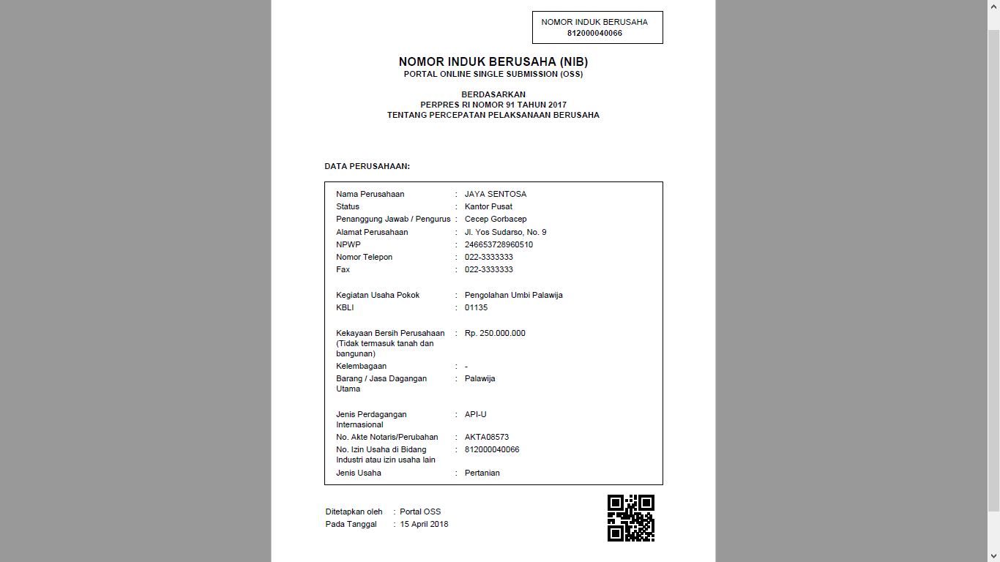 NOMOR INDUK BERUSAHA
812000040066
NOMOR INDUK BERUSAHA (NIB)
PORTAL ONLINE SINGLE SUBMISSION (OSS)
BERDASARKAN
PERPRES RI NOMOR 91 TAHUN 2017
TENTANG PERCEPATAN PELAKSANAAN BERUSAHA
DATA PERUSAHAAN:
Nama Perusahaan : JAYA SENTOSA
Status : Kantor Pusat
Penanggung Jawab / Pengurus : Cecep Gorbacep
Alamat Perusahaan : Jl. Yos Sudarso, No. 9
NPWP : 246653728960510
Nomor Telepon : 022-3333333
Fax : 022-3333333
Kegiatan Usaha Pokok : Pengolahan Umbi Palawija
KBLI : 01135
Kekayaan Bersih Perusahaan : Rp. 250.000.000
(Tidak termasuk tanah dan
bangunan)
Kelembagaan : -
Barang / Jasa Dagangan : Palawija
Utama
Jenis Perdagangan : API-U
Internasional
No. Akte Notaris/Perubahan : AKTA08573
No. Izin Usaha di Bidang : 812000040066
Industri atau izin usaha lain
Jenis Usaha : Pertanian
Ditetapkan oleh : Portal OSS
Pada Tanggal : 15 April 2018